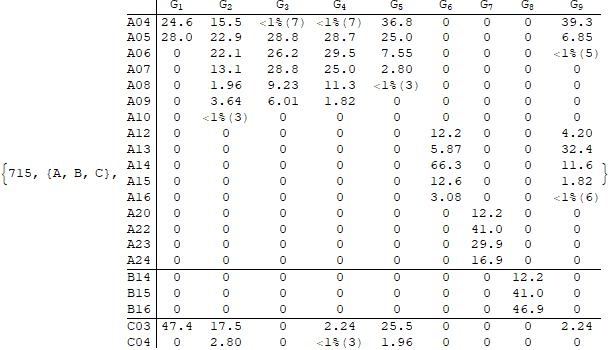 G1 G2 G3 G4 G5 G6 G7 G8 G9
A04 24.6 15.5 <1%(7) <1%(7) 36.8 0 0 0 39.3
A05 28.0 22.9 28.8 28.7 25.0 0 0 0 6.85
A06 0 22.1 26.2 29.5 7.55 0 0 0 <1%(5)
A07 0 13.1 28.8 25.0 2.80 0 0 0 0
A08 0 1.96 9.23 11.3 <1%(3) 0 0 0 0
A09 0 3.64 6.01 1.82 0 0 0 0 0
A10 0 <1%(3) 0 0 0 0 0 0 0
A12 0 0 0 0 0 12.2 0 0 4.20
A13 0 0 0 0 0 5.87 0 0 32.4
A14 0 0 0 0 0 66.3 0 0 11.6
{715, {A, B, C}, A15 0 0 0 0 0 12.6 0 0 1.82 }
A16 0 0 0 0 0 3.08 0 0 <1%(6)
A20 0 0 0 0 0 0 12.2 0 0
A22 0 0 0 0 0 0 41.0 0 0
A23 0 0 0 0 0 0 29.9 0 0
A24 0 0 0 0 0 0 16.9 0 0
B14 0 0 0 0 0 0 0 12.2 0
B15 0 0 0 0 0 0 0 41.0 0
B16 0 0 0 0 0 0 0 46.9 0
C03 47.4 17.5 0 2.24 25.5 0 0 0 2.24
C04 0 2.80 0 <1%(3) 1.96 0 0 0 0